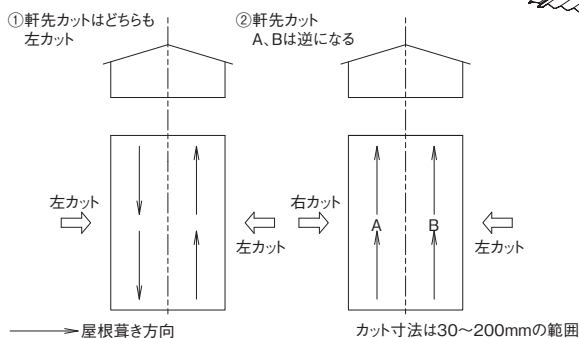 ①軒先カットはどちらも
左カット
②軒先カット
A、Bは逆になる
左カット
左カット
右カット
A
B
左カット
屋根葺き方向
カット寸法は30～200mmの範囲